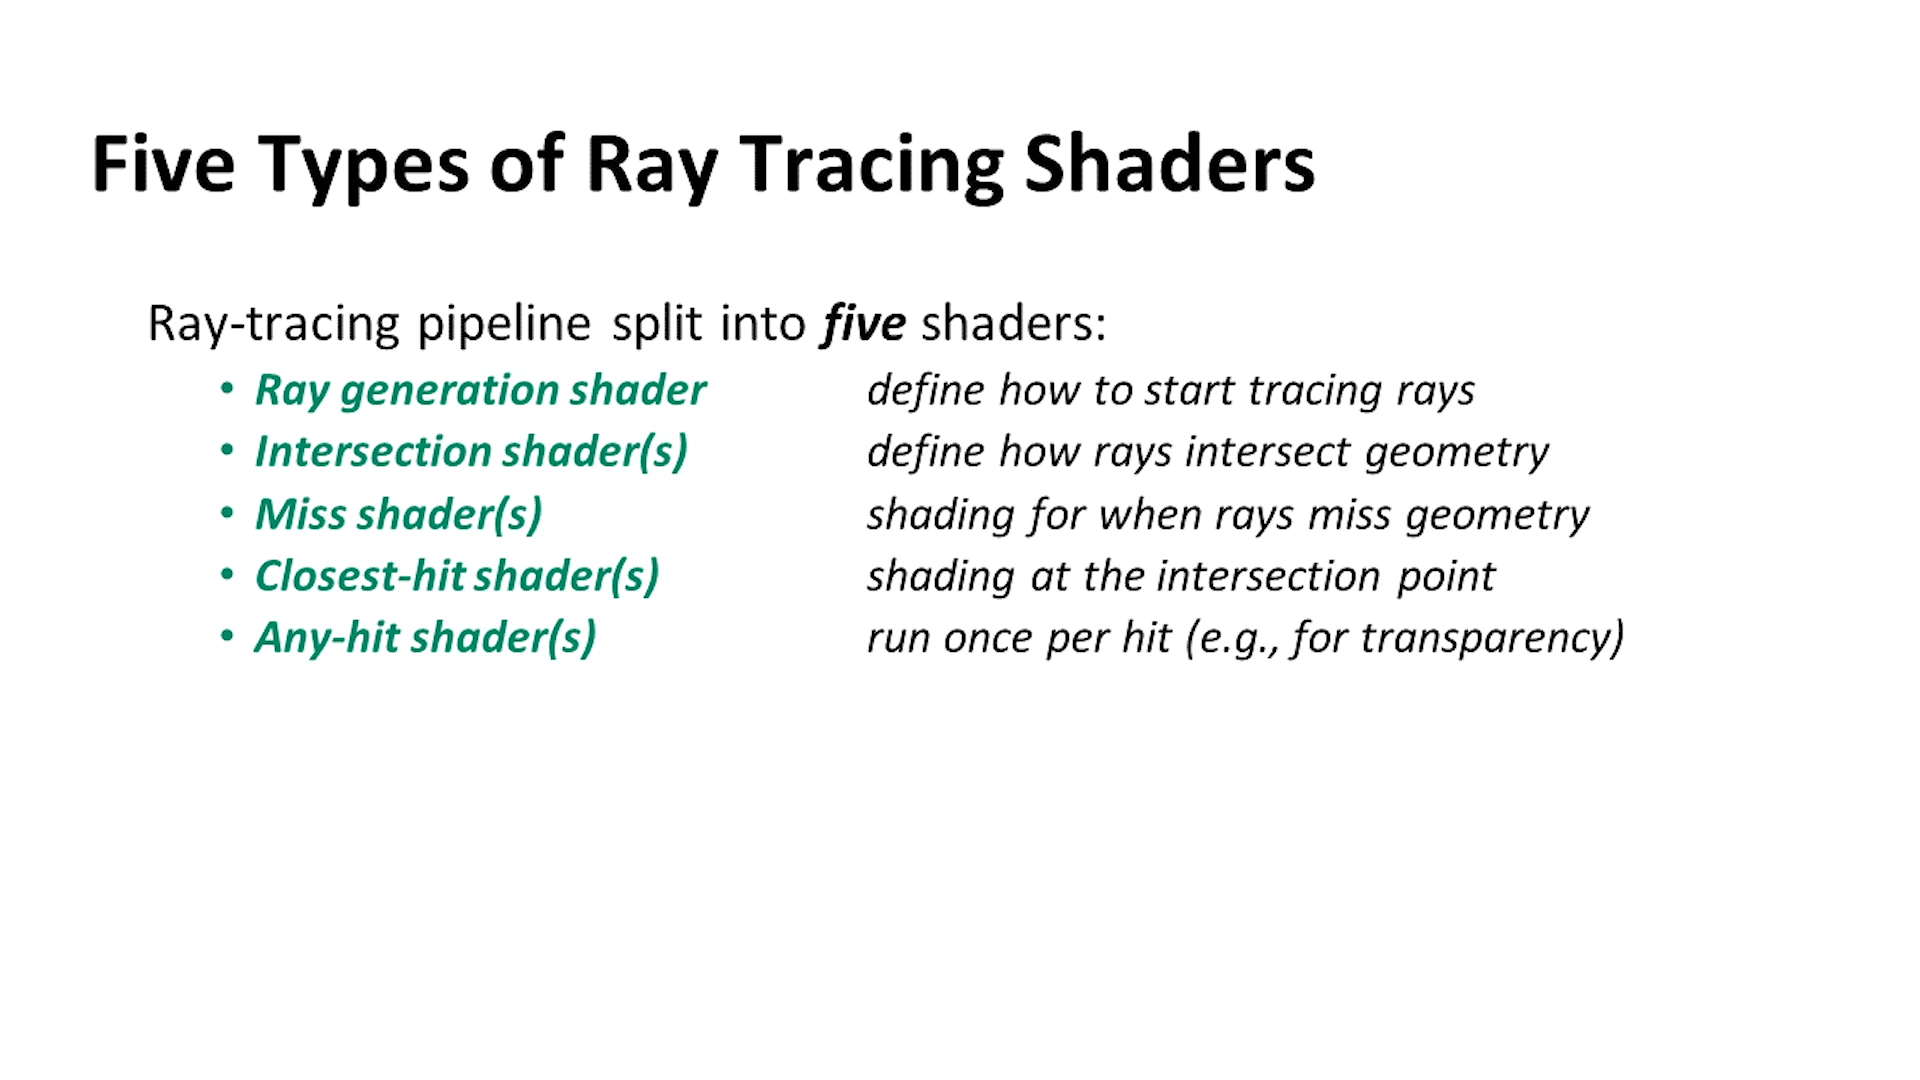 Five Types of Ray Tracing Shaders
Ray-tracing pipeline split into five shaders:
• Ray generation shader define how to start tracing rays
• Intersection shader(s) define how rays intersect geometry
• Miss shader(s) shading for when rays miss geometry
• Closest-hit shader(s) shading at the intersection point
• Any-hit shader(s) run once per hit (e.g., for transparency)